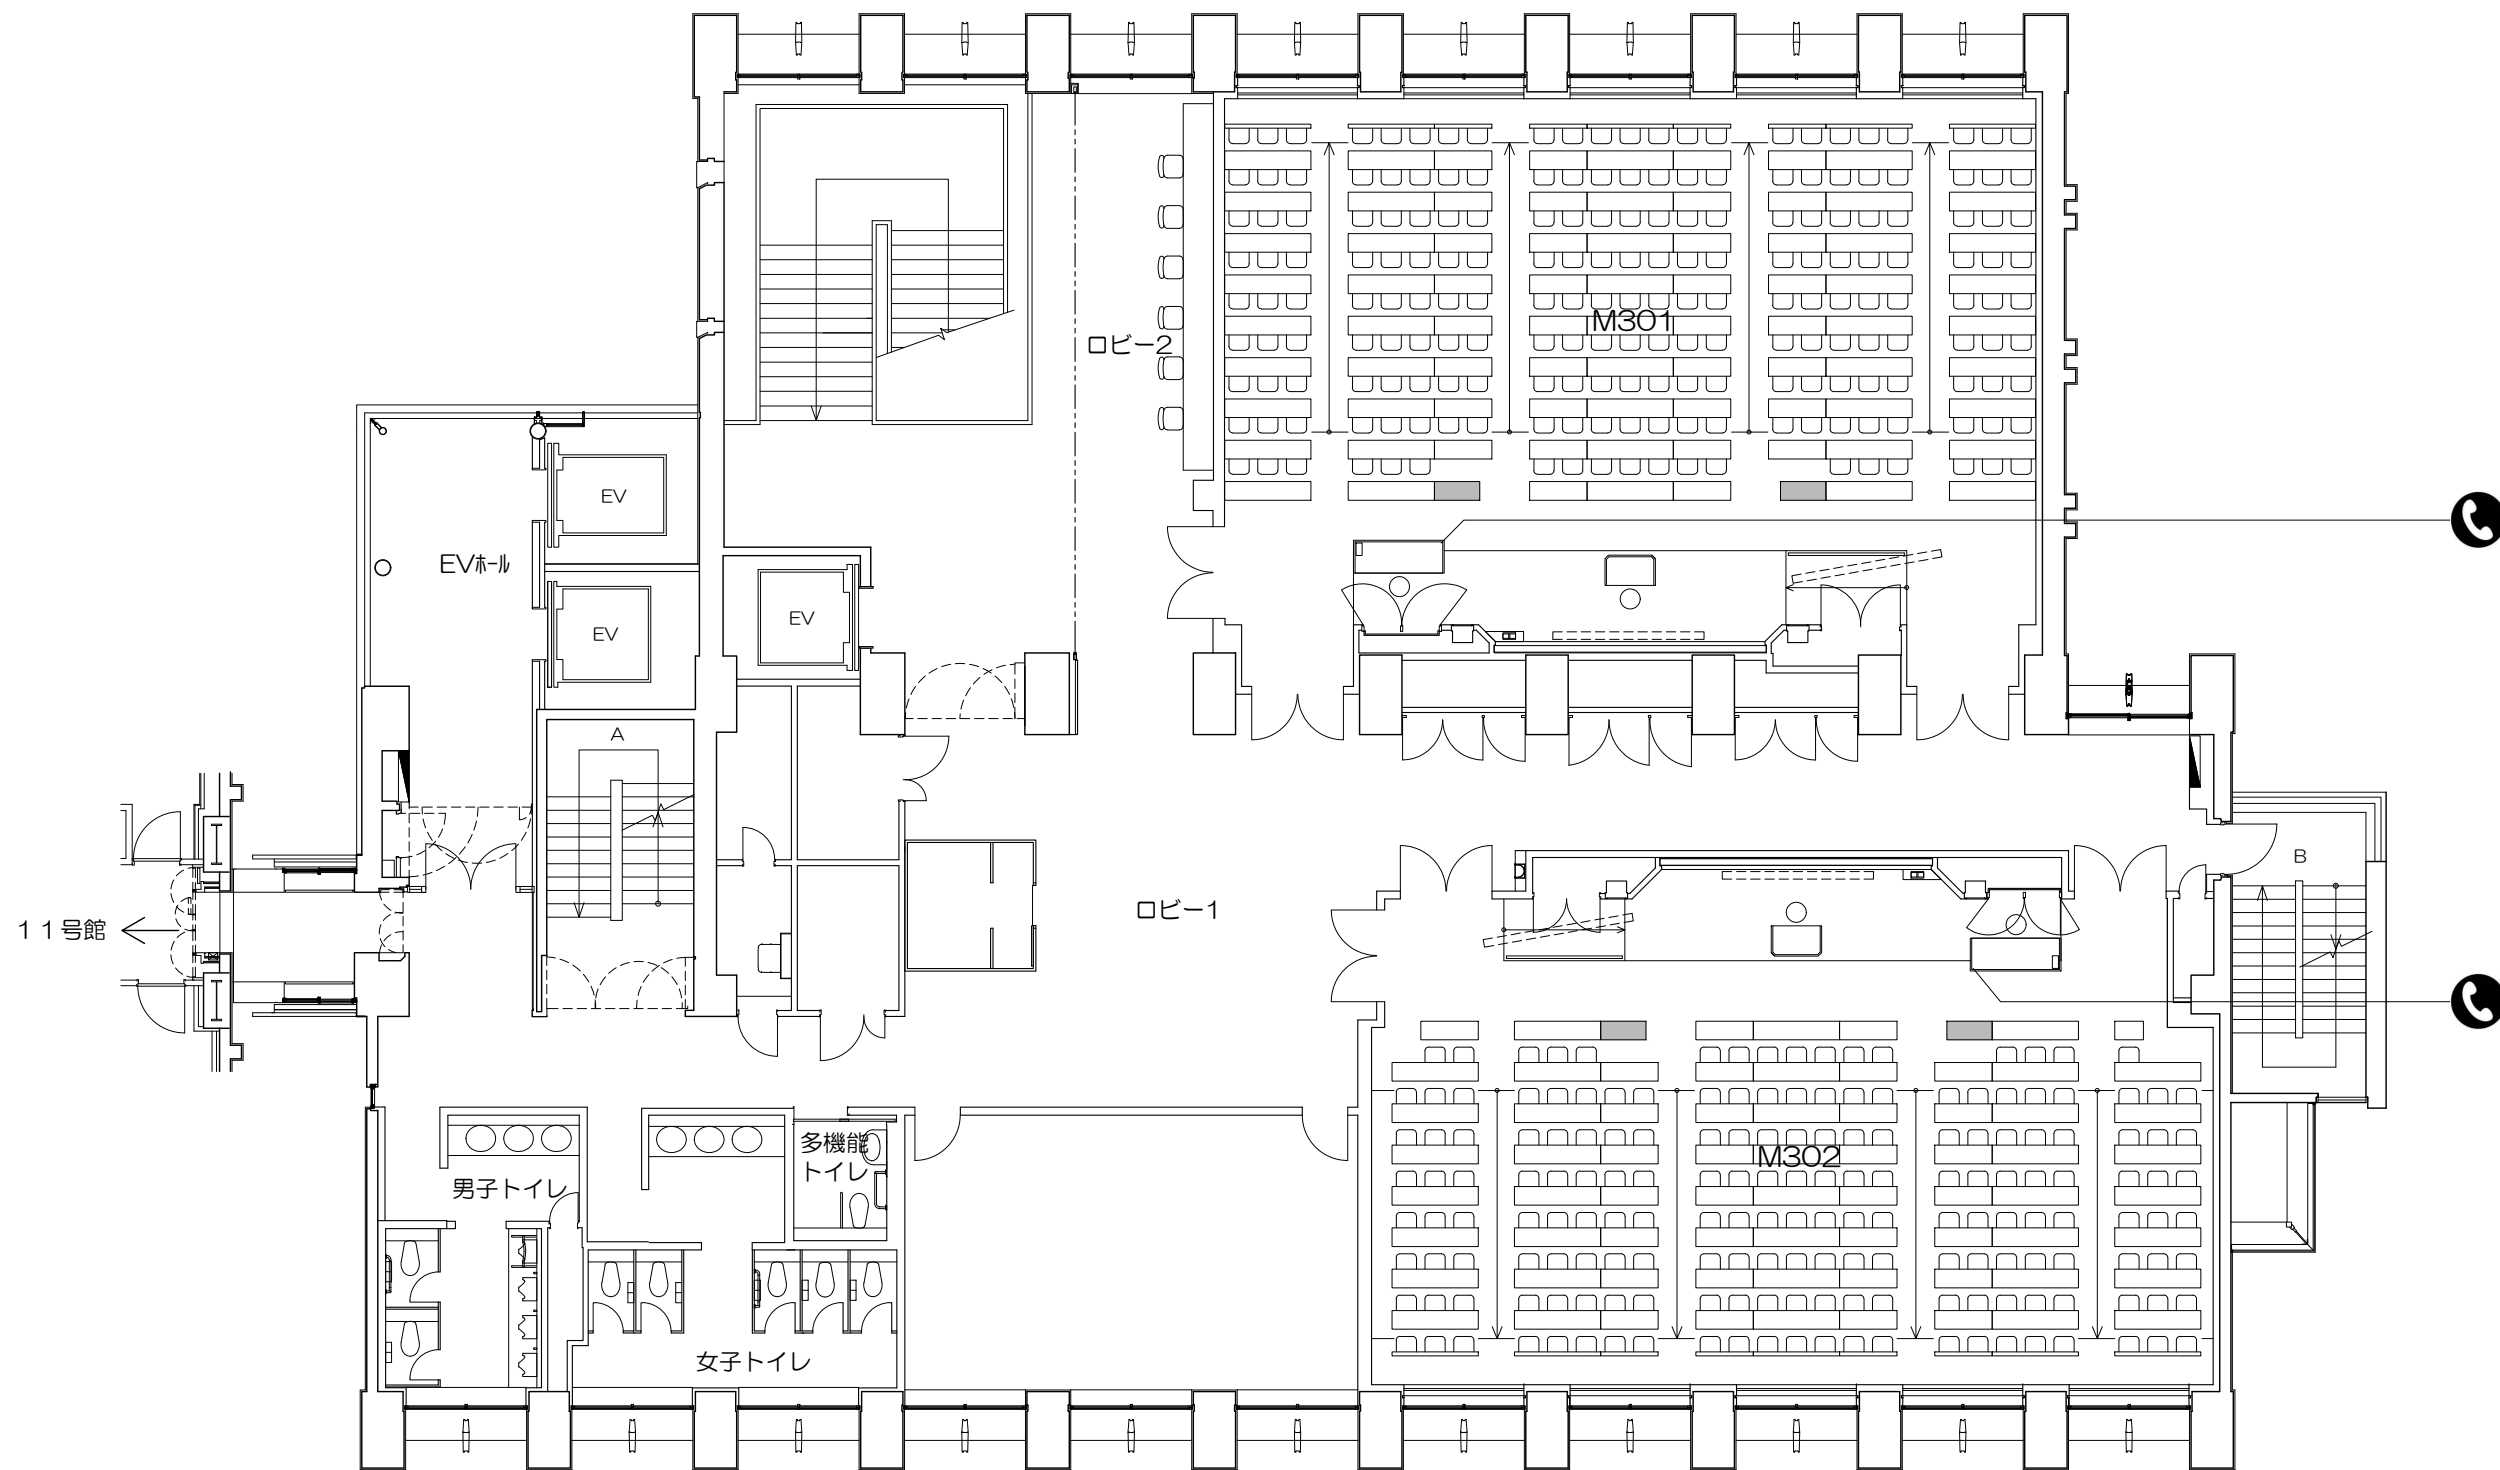 M301
ロビー2
EV
EVホール
EV
EV
A
B
ロビー1
11号館
多機能
トイレ
M302
男子トイレ
女子トイレ